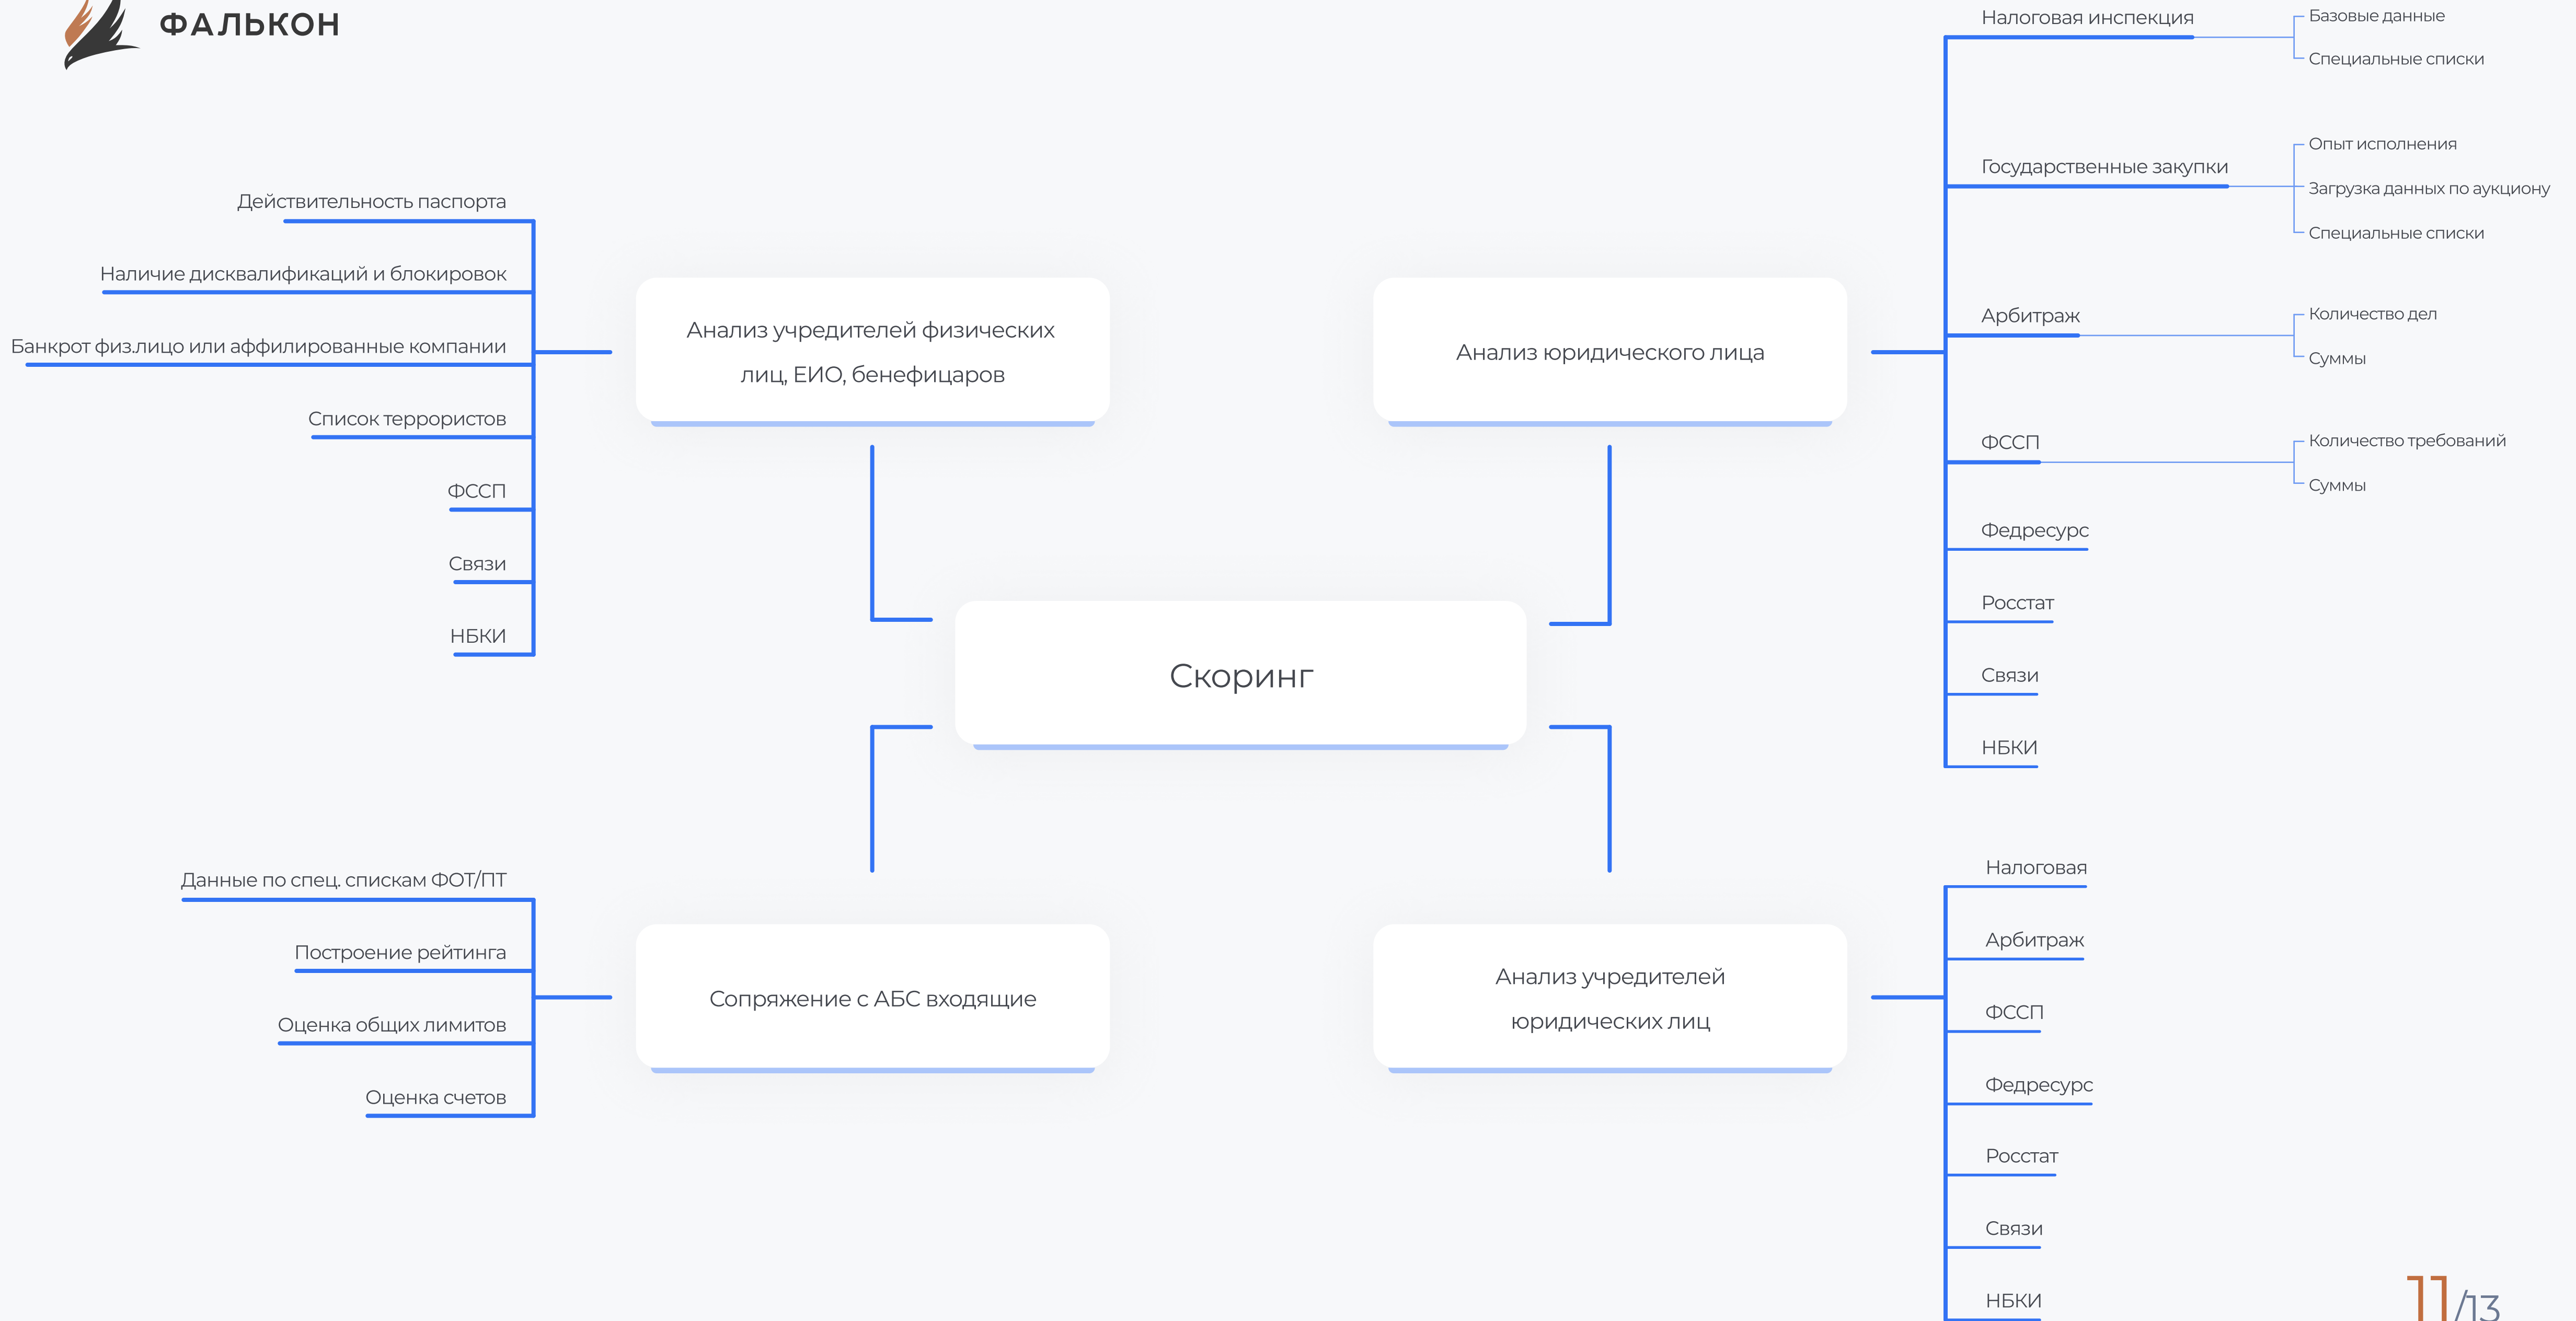 ФАЛЬКОН
Действительность паспорта
Наличие дисквалификаций и блокировок
Банкрот физ.лицо или аффилированные компании
Список террористов
ФССП
Связи
НБКИ
Анализ учредителей физических
лиц, ЕИО, бенефицаров
Анализ юридического лица
Налоговая инспекция
Базовые данные
Специальные списки
Государственные закупки
Опыт исполнения
Загрузка данных по аукциону
Специальные списки
Арбитраж
Количество дел
Суммы
ФССП
Количество требований
Суммы
Федресурс
Росстат
Связи
НБКИ
Скоринг
Данные по спец. спискам ФОТ/ПТ
Построение рейтинга
Оценка общих лимитов
Оценка счетов
Сопряжение с АБС входящие
Анализ учредителей
юридических лиц
Налоговая
Арбитраж
ФССП
Федресурс
Росстат
Связи
НБКИ
11/13